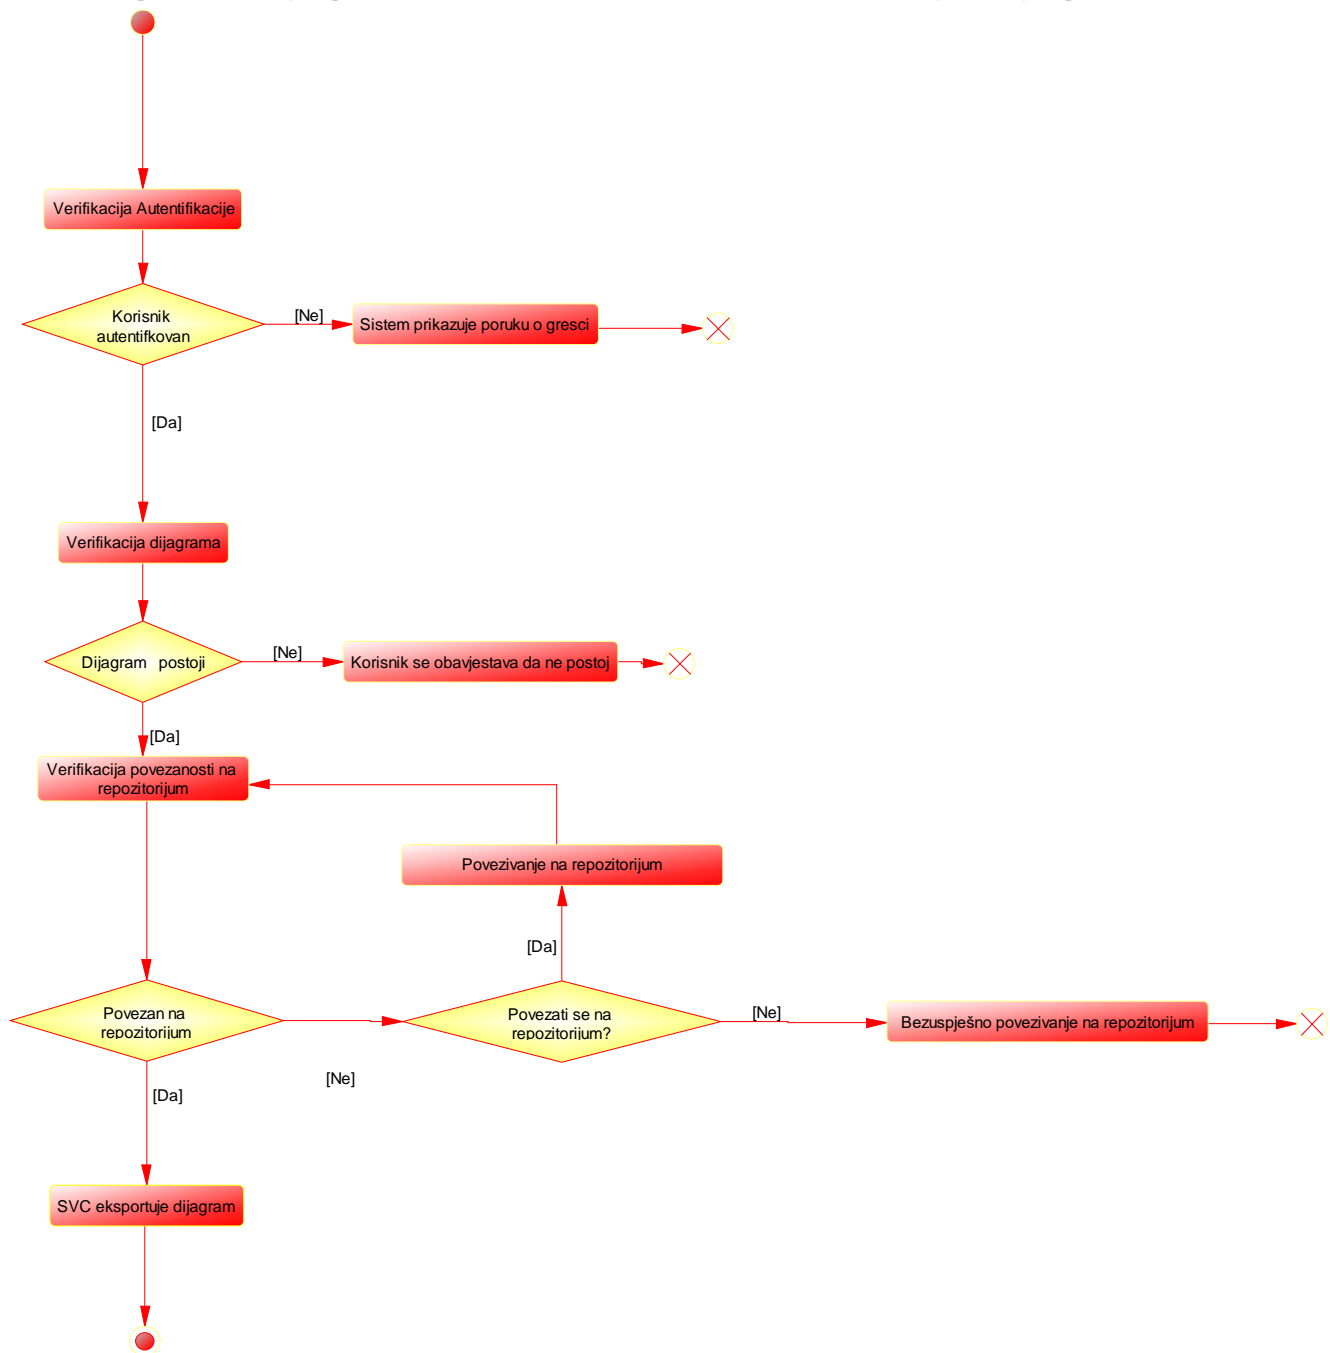 Verifikacija Autentifikacije
Korisnik
autentifkovan
[Ne]
Sistem prikazuje poruku o gresci
[Da]
Verifikacija dijagrama
Dijagram postoji
[Ne]
Korisnik se obavjestava da ne postoj
[Da]
Verifikacija povezanosti na
repozitorijum
Povezivanje na repozitorijum
[Da]
Povezan na
repozitorijum
Povezati se na
repozitorijum?
[Ne]
Bezuspješno povezivanje na repozitorijum
[Ne]
[Da]
SVC eksportuje dijagram